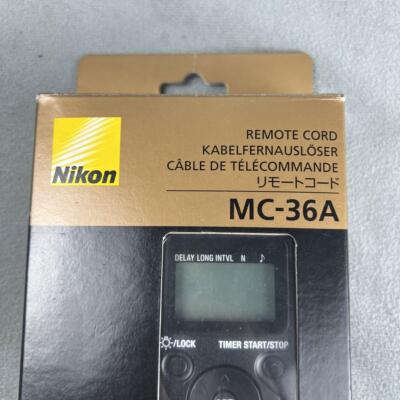 Nikon
REMOTE CORD
KABELFERNAUSLÖSER
CÂBLE DE TÉLÉCOMMANDE
リモートコード
MC-36A
DELAY LONG INTVL N ♪
/LOCK TIMER START/STOP